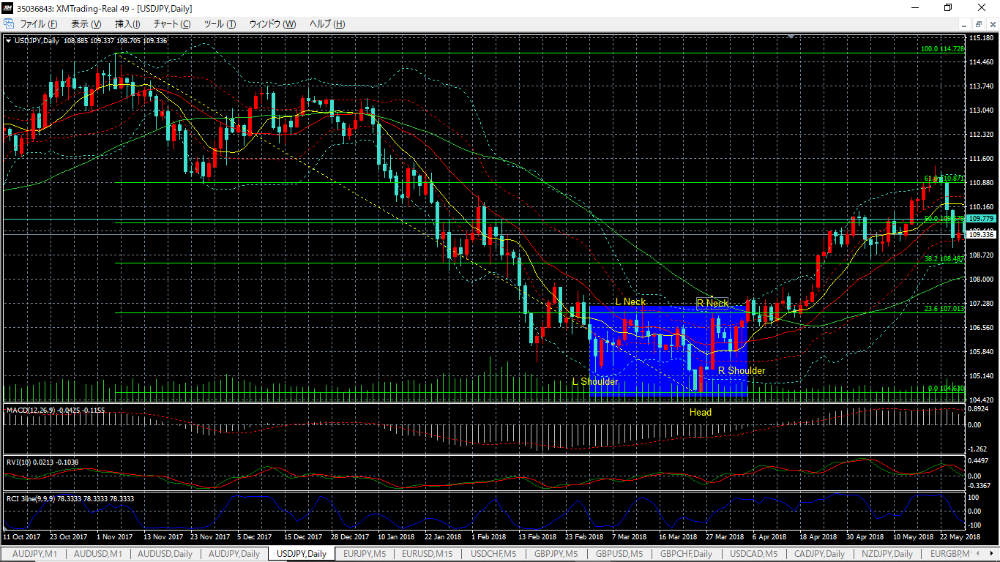 35036843: XMTrading-Real 49 - [USDJPY,Daily]
ファイル (F) 表示 (V) 挿入(I) チャート (C) ツール (T) ウィンドウ (W) ヘルプ (H)
USDJPY,Daily 108.885 109.337 108.705 109.336
115.180
100.0 114.728
114.460
113.740
113.040
112.320
111.600
61.8 110.871
110.880
110.160
109.779
109.336
108.720
38.2 108.487
108.000
L Neck
R Neck
107.280
23.6 107.013
106.560
105.840
R Shoulder
105.140
L Shoulder
0.0 104.630
104.420
MACD(12,26,9) -0.0425 -0.1155
0.8924
Head
0.00
-1.262
RVI(10) 0.0213 -0.1038
0.4497
0.00
-0.3367
RCI 3line(9,9,9) 78.3333 78.3333 78.3333
100
0.00
-100
11 Oct 2017 23 Oct 2017 1 Nov 2017 13 Nov 2017 23 Nov 2017 5 Dec 2017 15 Dec 2017 28 Dec 2017 10 Jan 2018 22 Jan 2018 1 Feb 2018 13 Feb 2018 23 Feb 2018 7 Mar 2018 16 Mar 2018 27 Mar 2018 6 Apr 2018 18 Apr 2018 30 Apr 2018 10 May 2018 22 May 2018
AUDJPY,M1 AUDUSD,M1 AUDUSD,Daily AUDJPY,Daily USDJPY,Daily EURJPY,M5 EURUSD,M15 USDCHF,M5 GBPJPY,M5 GBPUSD,M5 GBPCHF,Daily USDCAD,M5 CADJPY,Daily NZDJPY,Daily